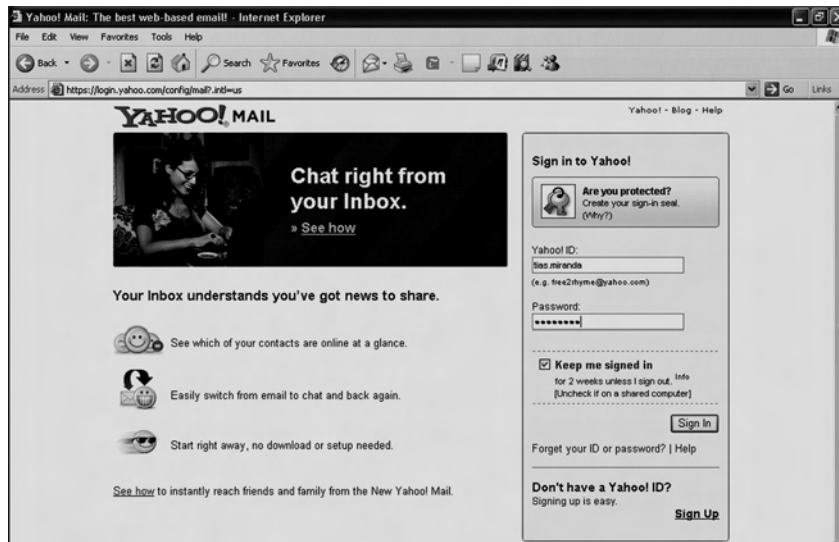 Yahoo! Mail: The best web-based email! - Internet Explorer
File Edit View Favorites Tools Help
Back Search Favorites
Address https://login.yahoo.com/config/mail?.intl=us Go Links
YAHOO! MAIL
Yahoo! - Blog - Help
Chat right from
your Inbox.
» See how
Your Inbox understands you've got news to share.
See which of your contacts are online at a glance.
Easily switch from email to chat and back again.
Start right away, no download or setup needed.
See how to instantly reach friends and family from the New Yahoo! Mail.
Sign in to Yahoo!
Are you protected?
Create your sign-in seal.
(Why?)
Yahoo! ID:
tias.miranda
(e.g. free2rhyme@yahoo.com)
Password:
••••••••
Keep me signed in
for 2 weeks unless I sign out. Info
[Uncheck if on a shared computer]
Sign In
Forget your ID or password? | Help
Don't have a Yahoo! ID?
Signing up is easy.
Sign Up